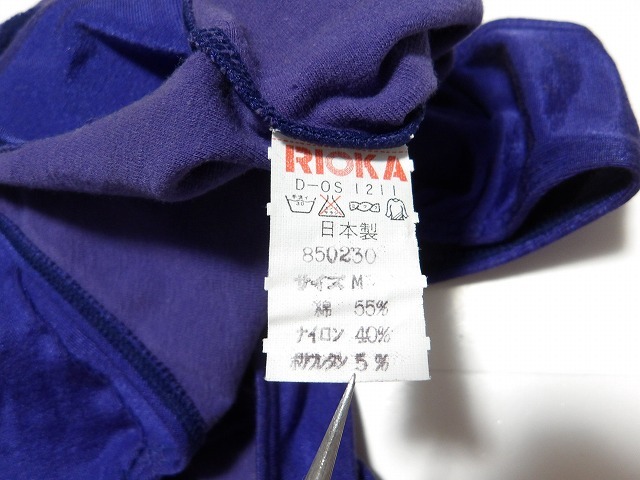 RIOKA
D-OS 1211
日本製
850230
サイズ M
綿 55%
ナイロン 40%
ポリウレタン 5%